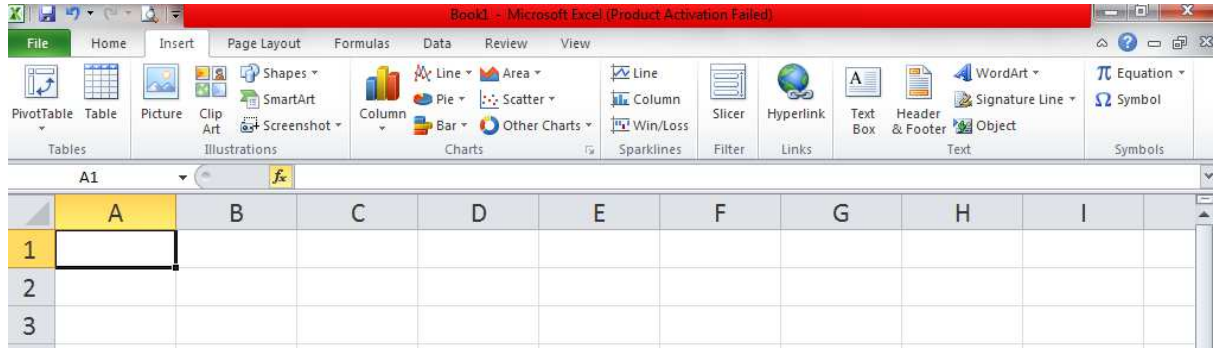 Book1 - Microsoft Excel (Product Activation Failed)
File Home Insert Page Layout Formulas Data Review View
PivotTable Table Picture Clip Art Shapes SmartArt Screenshot Column Line Area Pie Scatter Bar Other Charts Line Column Win/Loss Slicer Hyperlink Text Box Header & Footer WordArt Signature Line Object Equation Symbol
Tables Illustrations Charts Sparklines Filter Links Text Symbols
A1 fx
A B C D E F G H I
1
2
3